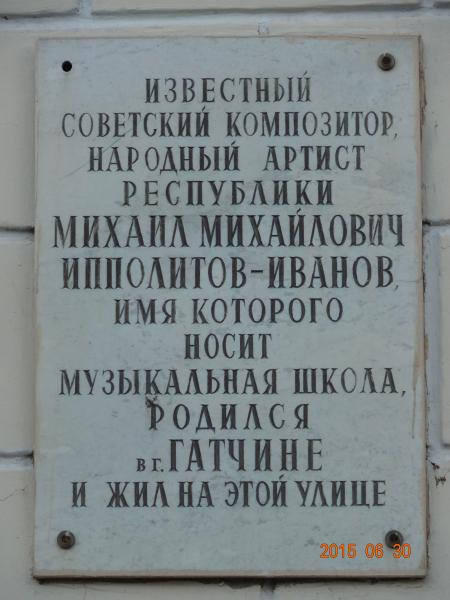 ИЗВЕСТНЫЙ
СОВЕТСКИЙ КОМПОЗИТОР,
НАРОДНЫЙ АРТИСТ
РЕСПУБЛИКИ
МИХАИЛ МИХАЙЛОВИЧ
ИППОЛИТОВ-ИВАНОВ,
ИМЯ КОТОРОГО
НОСИТ
МУЗЫКАЛЬНАЯ ШКОЛА,
РОДИЛСЯ
в г. ГАТЧИНЕ
И ЖИЛ НА ЭТОЙ УЛИЦЕ
2015 06 30